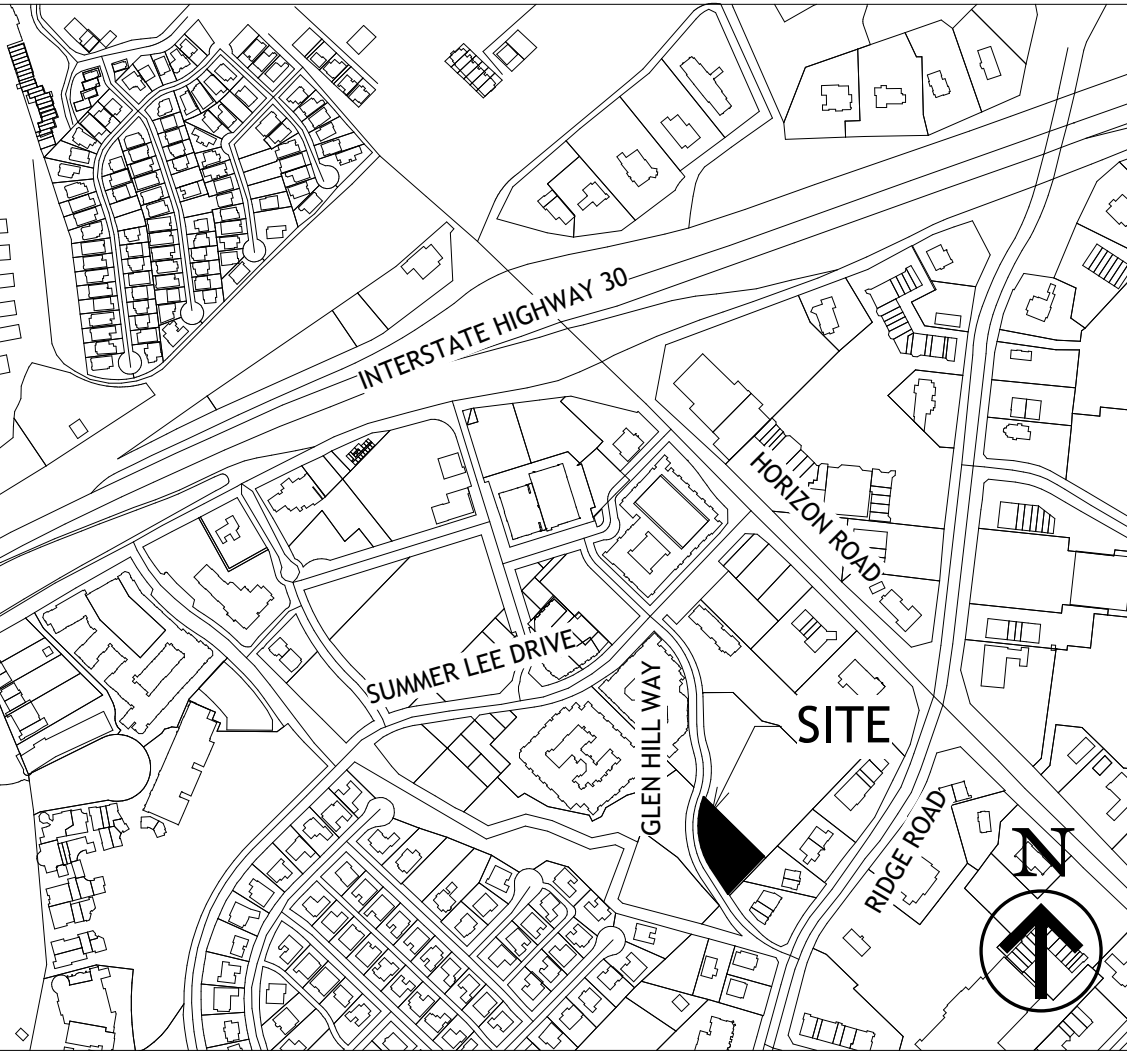 INTERSTATE HIGHWAY 30
HORIZON ROAD
SUMMER LEE DRIVE
GLEN HILL WAY
SITE
RIDGE ROAD
N